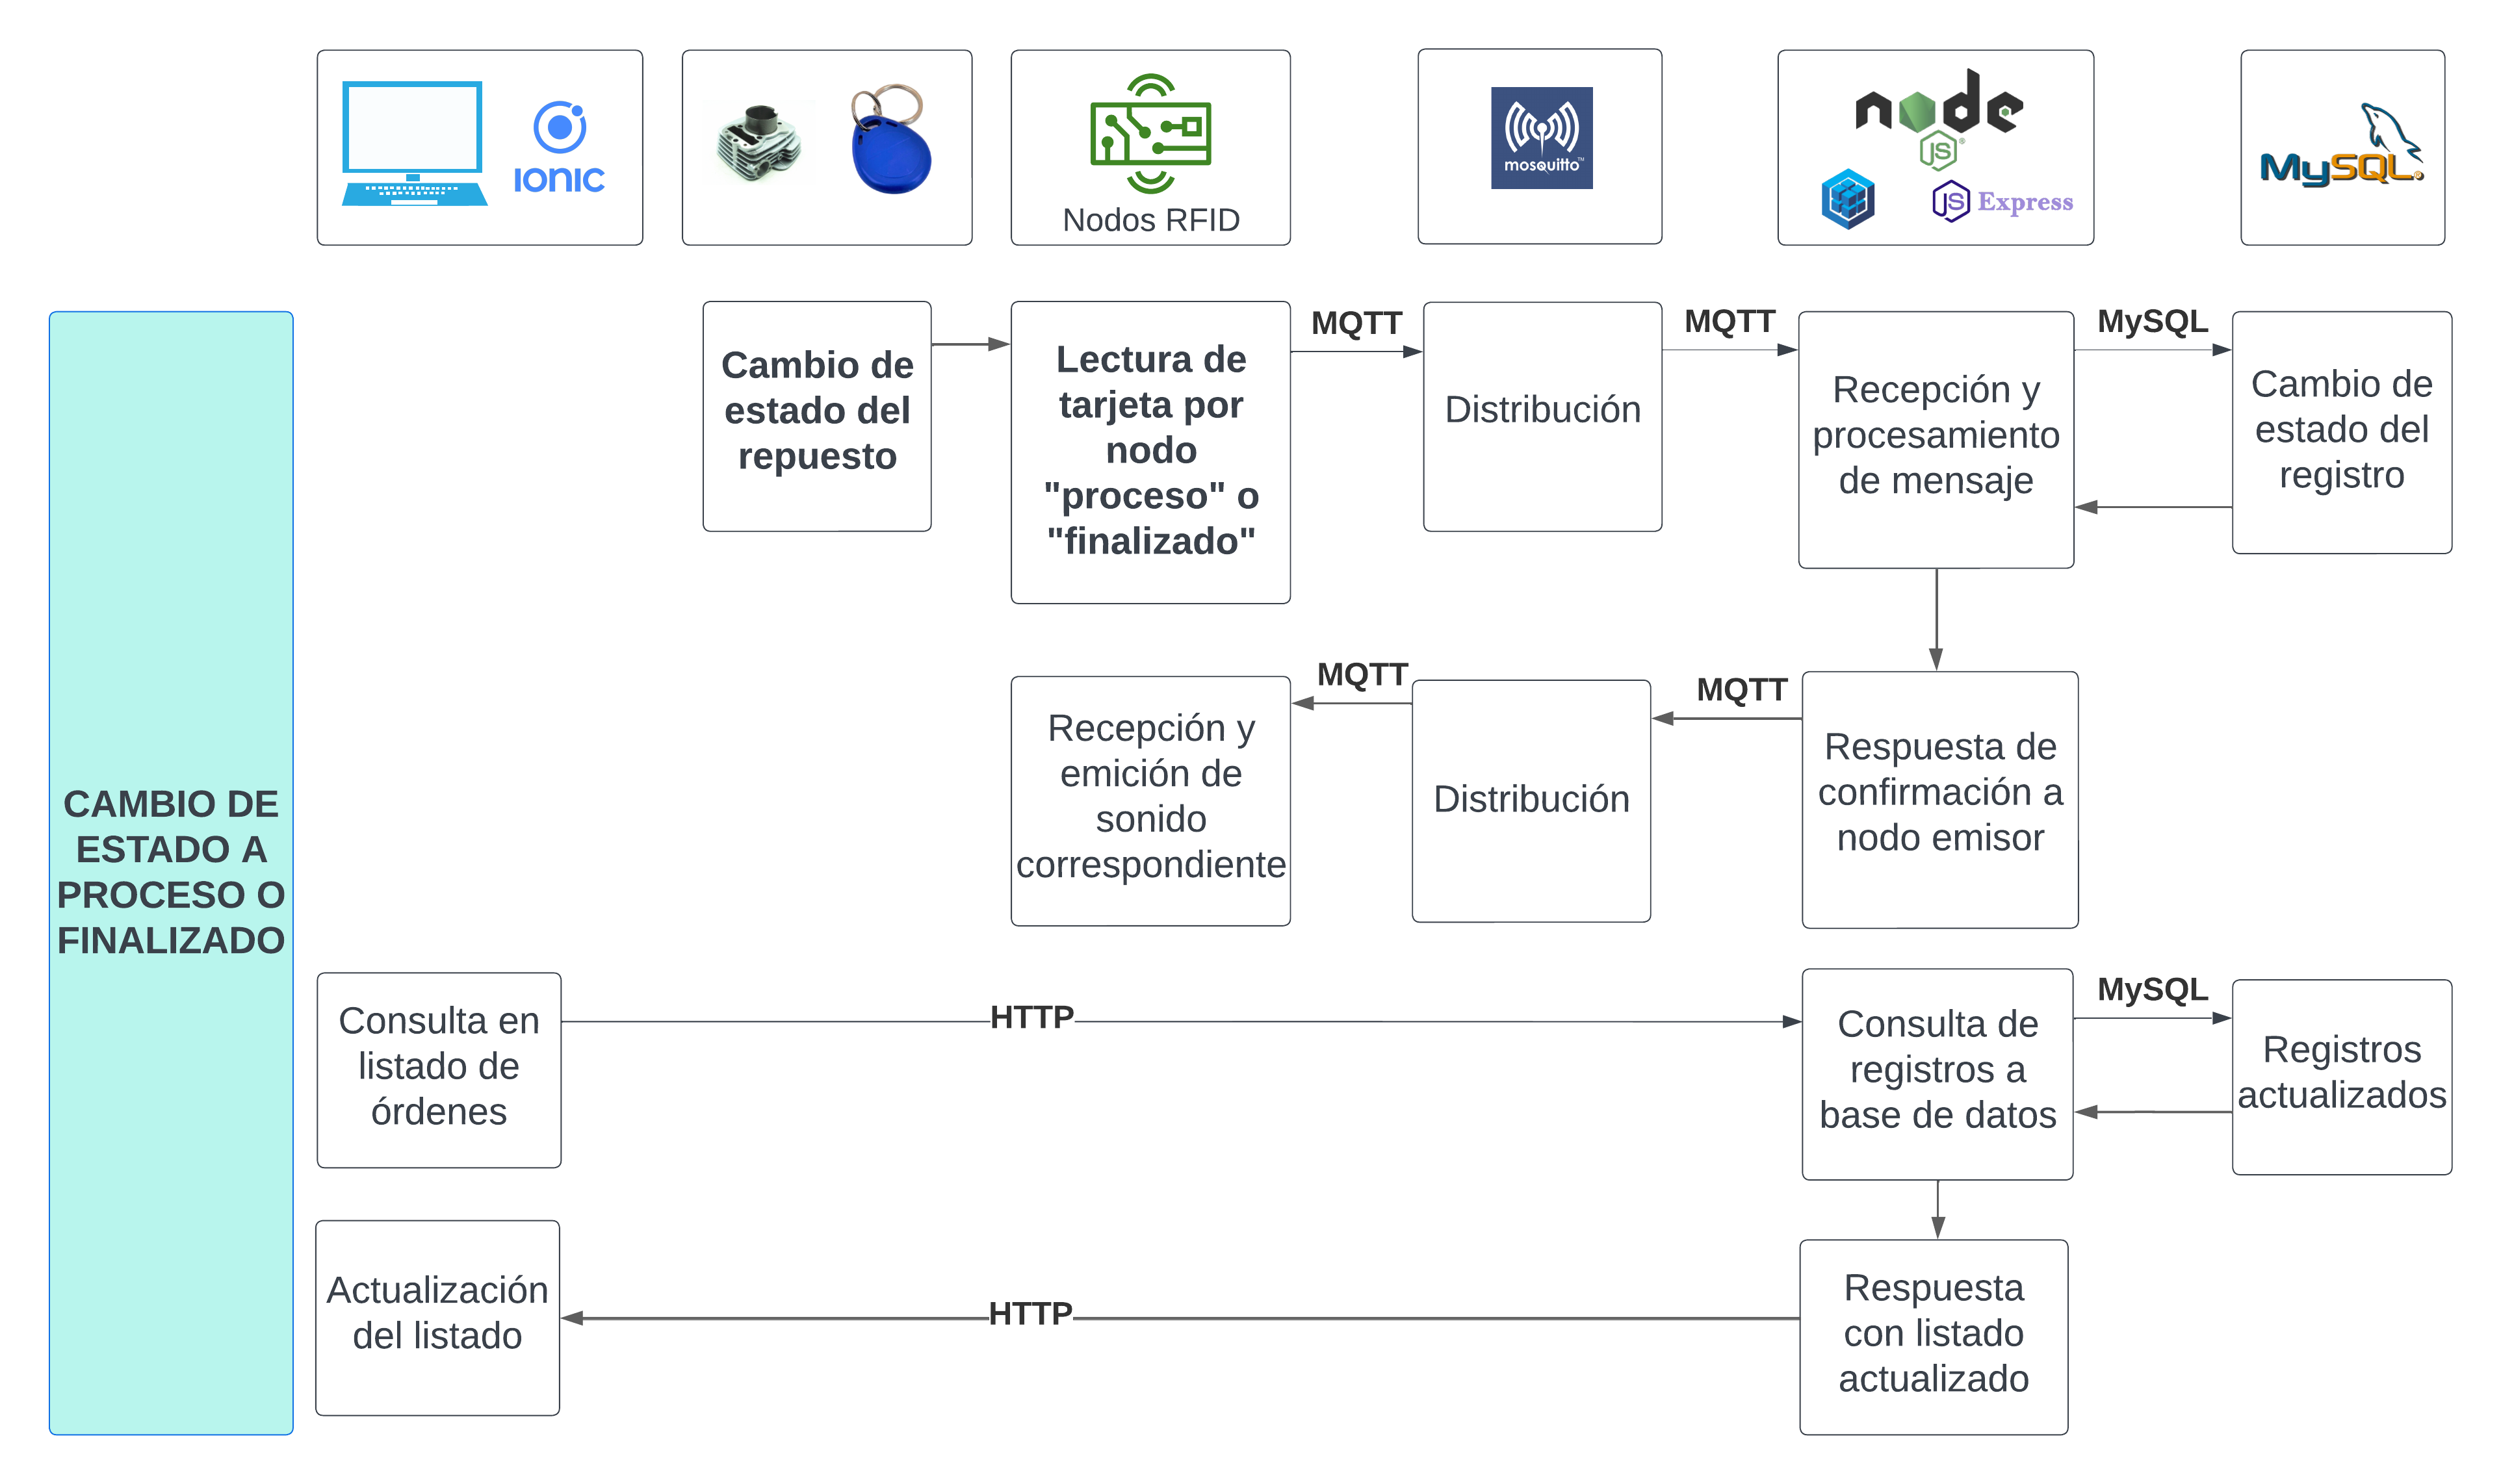 IONIC
Nodos RFID
mosquitto™
node
JS®
JS Express
MySQL®
Cambio de
estado del
repuesto
Lectura de
tarjeta por
nodo
"proceso" o
"finalizado"
MQTT
Distribución
MQTT
Recepción y
procesamiento
de mensaje
MySQL
Cambio de
estado del
registro
CAMBIO DE
ESTADO A
PROCESO O
FINALIZADO
Recepción y
emición de
sonido
correspondiente
MQTT
Distribución
MQTT
Respuesta de
confirmación a
nodo emisor
Consulta en
listado de
órdenes
HTTP
Consulta de
registros a
base de datos
MySQL
Registros
actualizados
Actualización
del listado
HTTP
Respuesta
con listado
actualizado